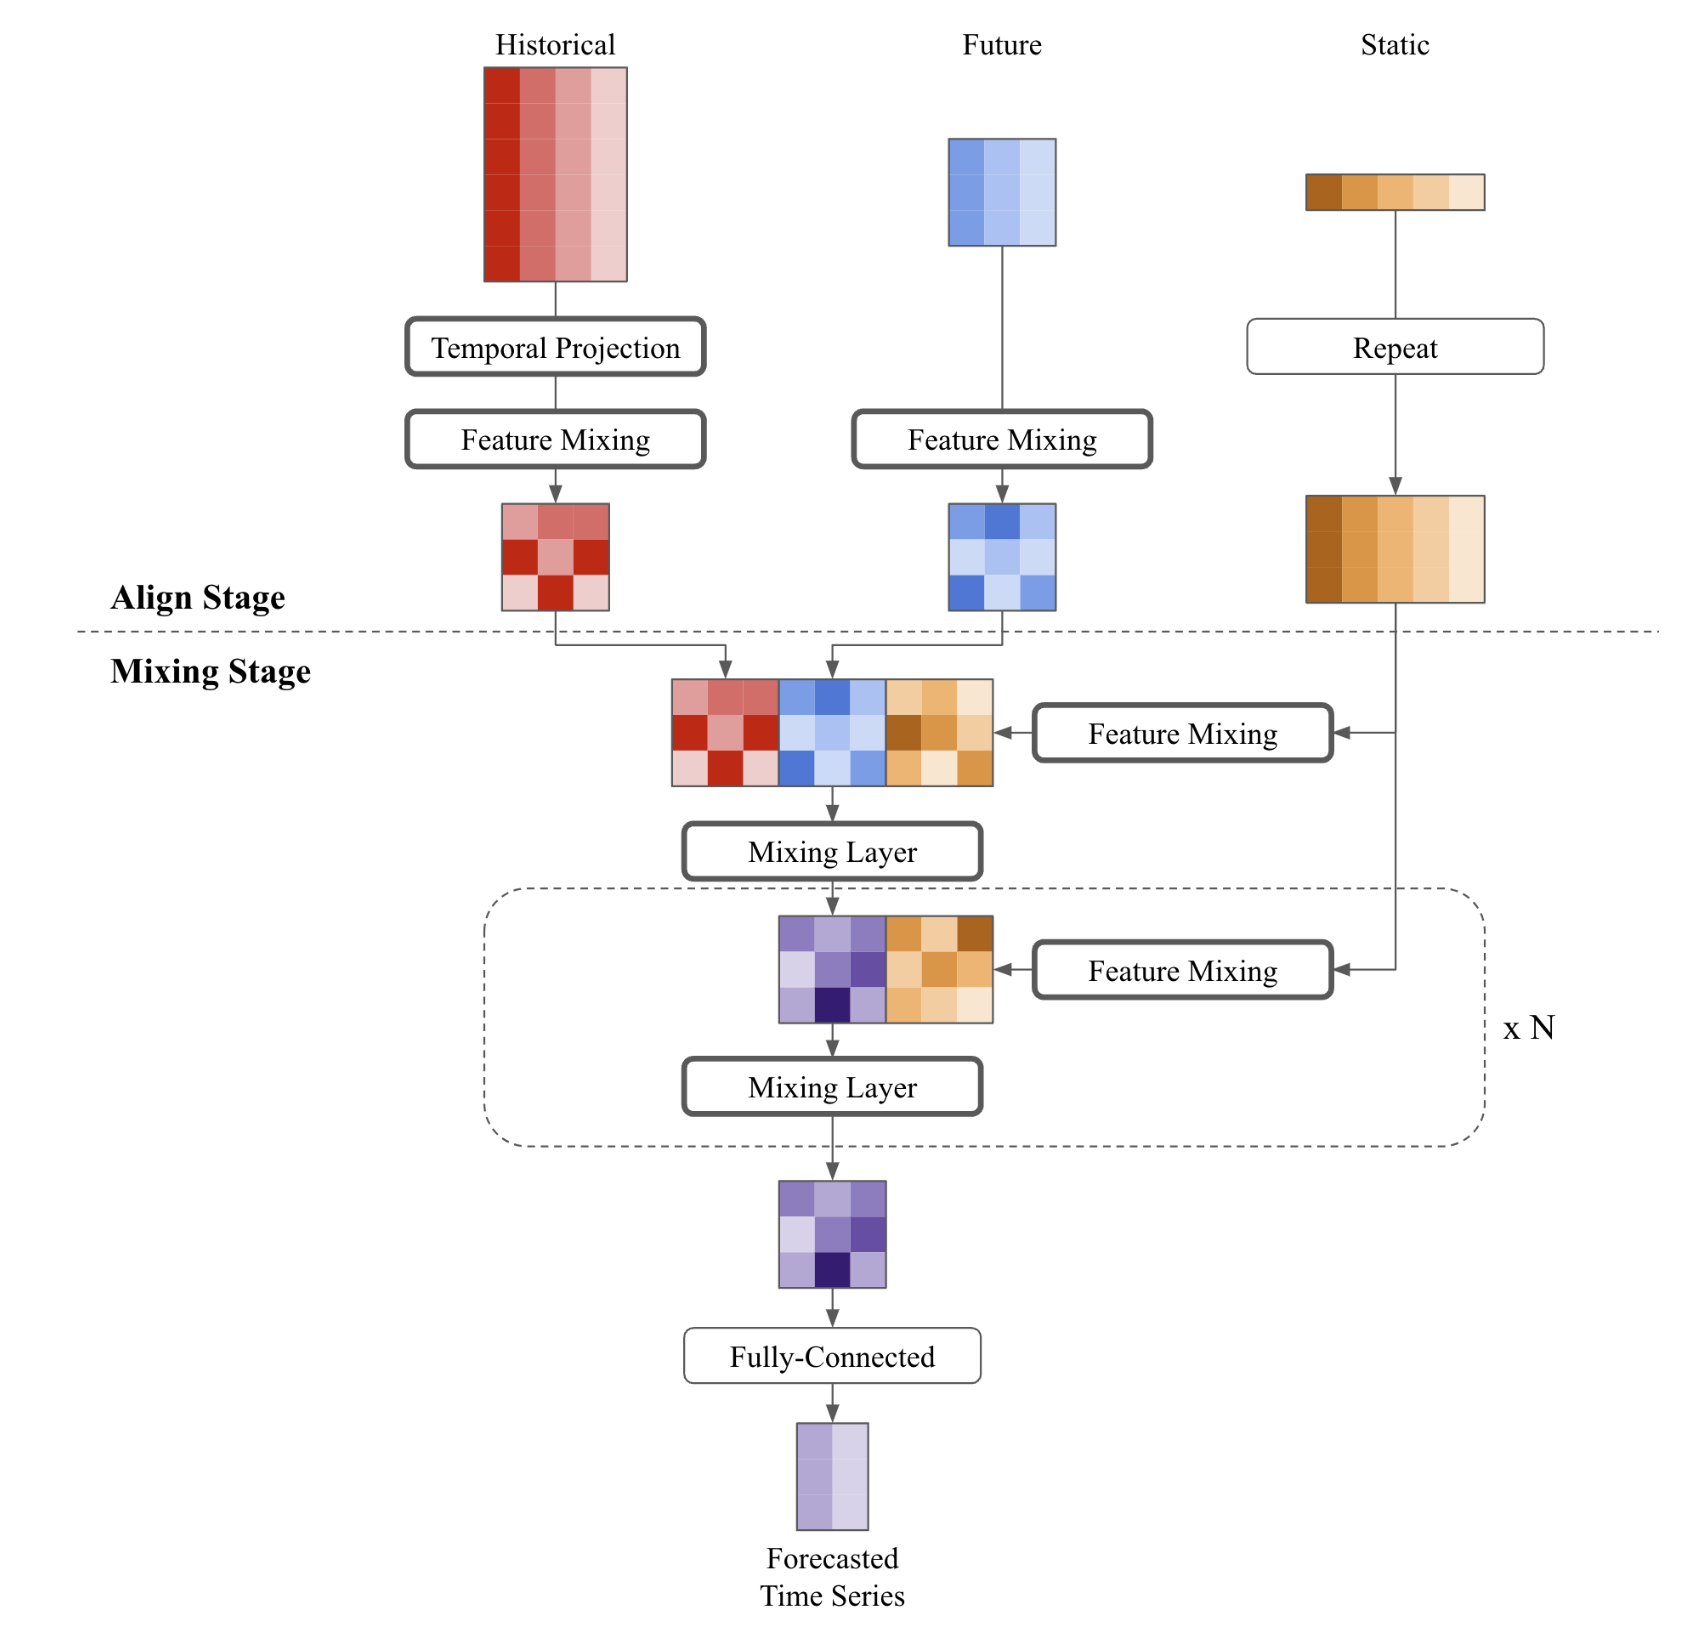 Historical
Future
Static
Temporal Projection
Repeat
Feature Mixing
Feature Mixing
Align Stage
Mixing Stage
Feature Mixing
Mixing Layer
Feature Mixing
x N
Mixing Layer
Fully-Connected
Forecasted
Time Series